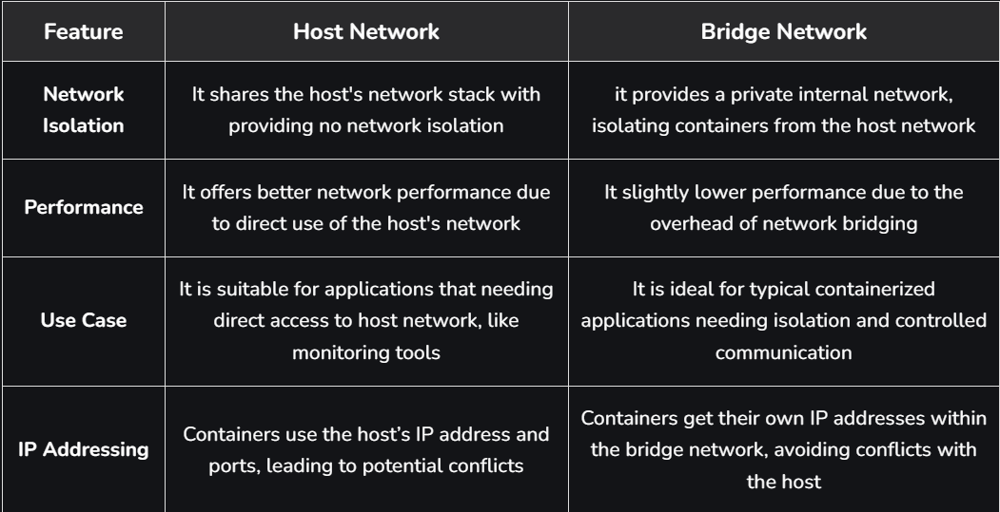 Feature
Host Network
Bridge Network
Network
Isolation
It shares the host's network stack with
providing no network isolation
it provides a private internal network,
isolating containers from the host network
Performance
It offers better network performance due
to direct use of the host's network
It slightly lower performance due to the
overhead of network bridging
Use Case
It is suitable for applications that needing
direct access to host network, like
monitoring tools
It is ideal for typical containerized
applications needing isolation and controlled
communication
IP Addressing
Containers use the host’s IP address and
ports, leading to potential conflicts
Containers get their own IP addresses within
the bridge network, avoiding conflicts with
the host